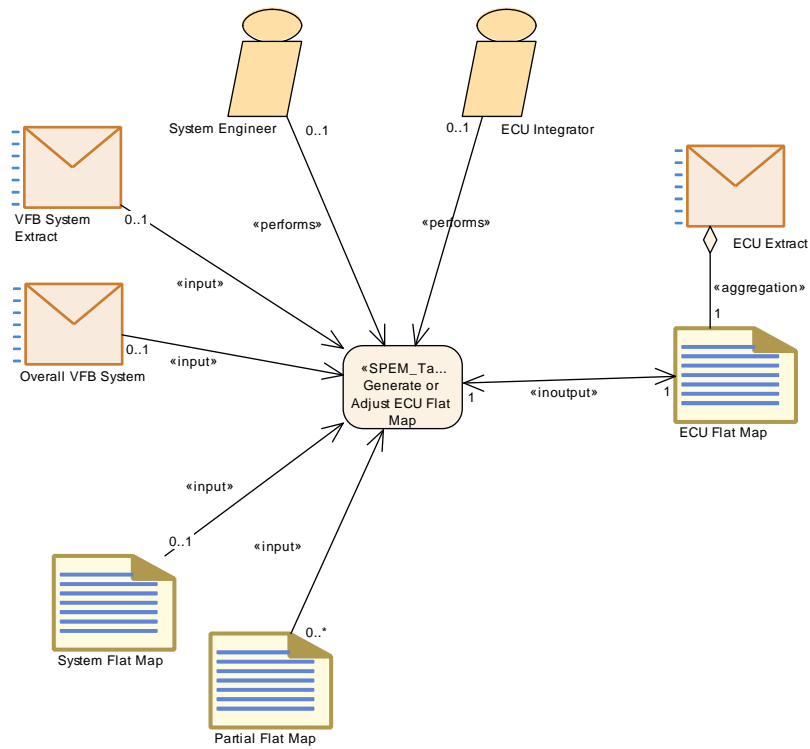 System Engineer
0..1
0..1
ECU Integrator
VFB System
Extract
0..1
«performs»
«performs»
ECU Extract
«input»
«aggregation»
1
Overall VFB System
0..1
«input»
«SPEM_Ta...
Generate or
Adjust ECU Flat
Map
1
«inoutput»
1
ECU Flat Map
«input»
0..1
«input»
System Flat Map
0..*
Partial Flat Map